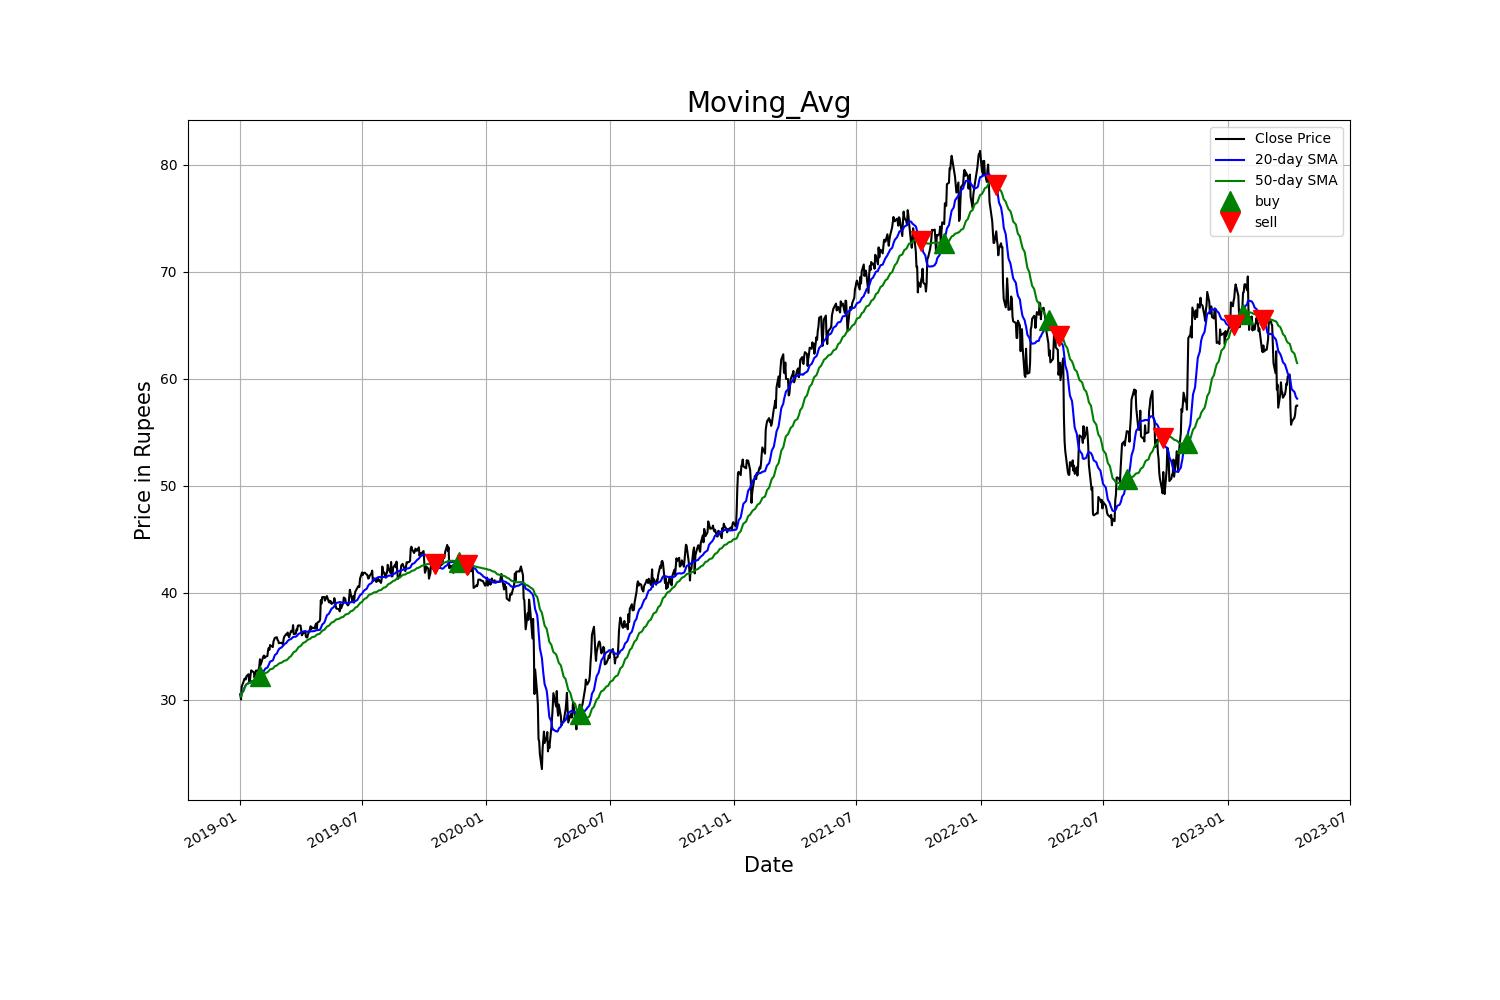 Moving_Avg
Close Price
20-day SMA
50-day SMA
buy
sell
Price in Rupees
80
70
60
50
40
30
2019-01
2019-07
2020-01
2020-07
2021-01
2021-07
2022-01
2022-07
2023-01
2023-07
Date